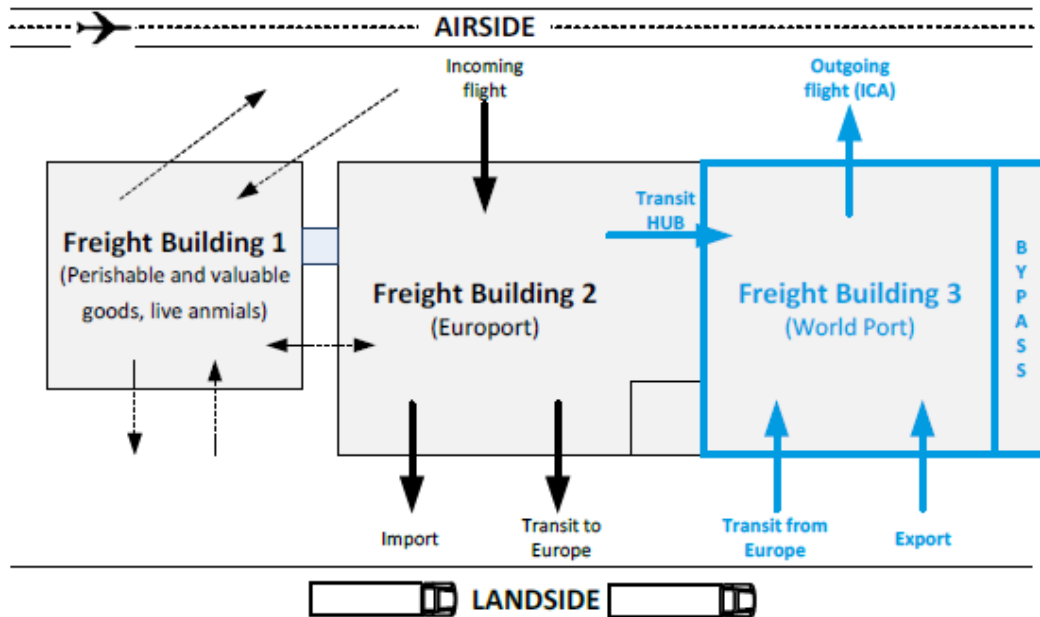 AIRSIDE
Incoming
flight
Outgoing
flight (ICA)
Transit
HUB
Freight Building 1
(Perishable and valuable
goods, live anmials)
Freight Building 2
(Europort)
Freight Building 3
(World Port)
BYPASS
Import
Transit to
Europe
Transit from
Europe
Export
LANDSIDE